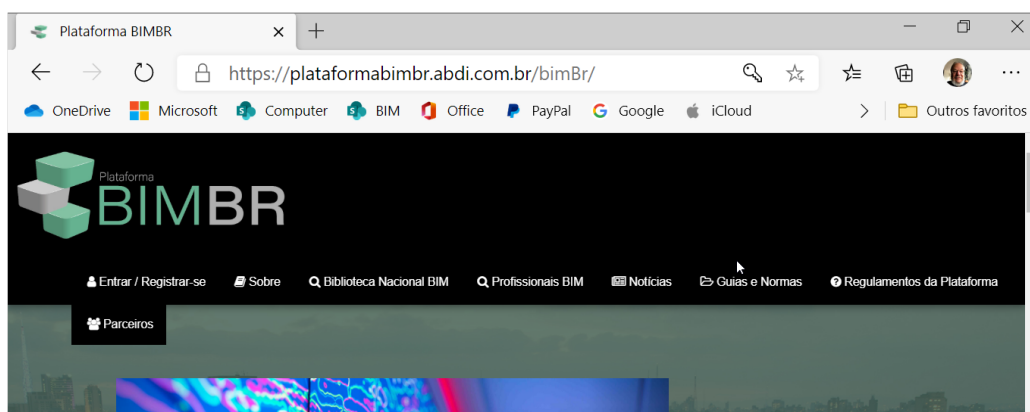 Plataforma BIMBR
https://plataformabimbr.abdi.com.br/bimBr/
OneDrive Microsoft Computer BIM Office PayPal Google iCloud Outros favoritos
Plataforma
BIMBR
Entrar / Registrar-se Sobre Biblioteca Nacional BIM Profissionais BIM Notícias Guias e Normas Regulamentos da Plataforma
Parceiros